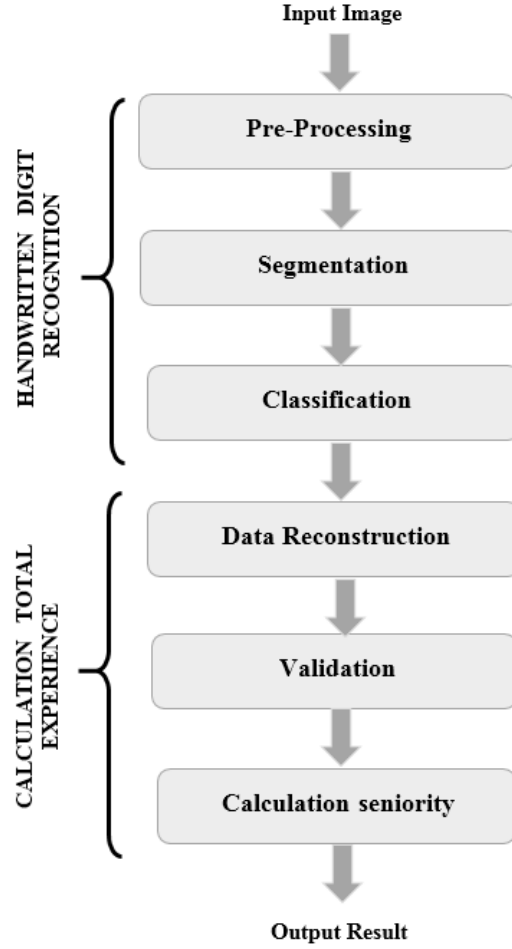 Input Image
Pre-Processing
Segmentation
Classification
HANDWRITTEN DIGIT
RECOGNITION
Data Reconstruction
Validation
Calculation seniority
CALCULATION TOTAL
EXPERIENCE
Output Result